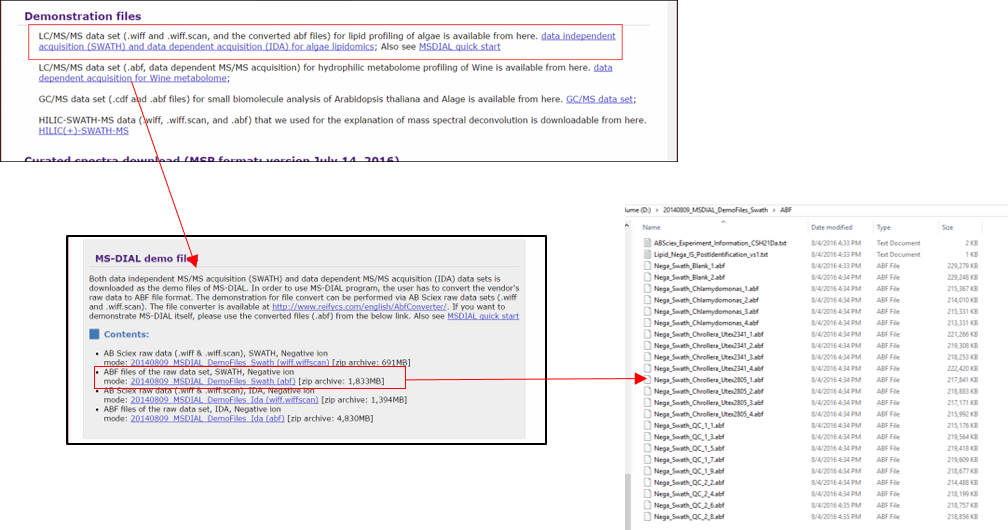 Demonstration files
LC/MS/MS data set (.wiff and .wiff.scan, and the converted abf files) for lipid profiling of algae is available from here. data independent
acquisition (SWATH) and data dependent acquisition (IDA) for algae lipidomics; Also see MSDIAL quick start
LC/MS/MS data set (.abf, data dependent MS/MS acquisition) for hydrophilic metabolome profiling of Wine is available from here. data
dependent acquisition for Wine metabolome;
GC/MS data set (.cdf and .abf files) for small biomolecule analysis of Arabidopsis thaliana and Alage is available from here. GC/MS data set;
HILIC-SWATH-MS data (.wiff, .wiff.scan, and .abf) that we used for the explanation of mass spectral deconvolution is downloadable from here.
HILIC(+)-SWATH-MS
Curated spectra download (MSP format: version July 14, 2016)
MS-DIAL demo files
Both data independent MS/MS acquisition (SWATH) and data dependent MS/MS acquisition (IDA) data sets is
downloaded as the demo files of MS-DIAL. In order to use MS-DIAL program, the user has to convert the vendor's
raw data to ABF file format. The demonstration for file convert can be performed via AB Sciex raw data sets (.wiff
and .wiff.scan). The file converter is available at http://www.reifycs.com/english/AbfConverter/. If you want to
demonstrate MS-DIAL itself, please use the converted files (.abf) from the below link. Also see MSDIAL quick start
Contents:
• AB Sciex raw data (.wiff & .wiff.scan), SWATH, Negative ion
mode: 20140809_MSDIAL_DemoFiles_Swath (wiff.wiffscan) [zip archive: 691MB]
• ABF files of the raw data set, SWATH, Negative ion
mode: 20140809_MSDIAL_DemoFiles_Swath (abf) [zip archive: 1,833MB]
• AB Sciex raw data (.wiff & .wiff.scan), IDA, Negative ion
mode: 20140809_MSDIAL_DemoFiles_Ida (wiff.wiffscan) [zip archive: 1,394MB]
• ABF files of the raw data set, IDA, Negative ion
mode: 20140809_MSDIAL_DemoFiles_Ida (abf) [zip archive: 4,830MB]
lume (D:) > 20140809_MSDIAL_DemoFiles_Swath > ABF
Name Date modified Type Size
ABSciex_Experiment_Information_CSH21Da.txt 8/4/2016 4:33 PM Text Document 2 KB
Lipid_Nega_IS_PostIdentification_vs1.txt 8/4/2016 4:33 PM Text Document 1 KB
Nega_Swath_Blank_1.abf 8/4/2016 4:33 PM ABF File 229,279 KB
Nega_Swath_Blank_2.abf 8/4/2016 4:33 PM ABF File 229,248 KB
Nega_Swath_Chlamydomonas_1.abf 8/4/2016 4:33 PM ABF File 215,367 KB
Nega_Swath_Chlamydomonas_2.abf 8/4/2016 4:34 PM ABF File 214,010 KB
Nega_Swath_Chlamydomonas_3.abf 8/4/2016 4:34 PM ABF File 215,331 KB
Nega_Swath_Chlamydomonas_4.abf 8/4/2016 4:34 PM ABF File 213,331 KB
Nega_Swath_Chrollera_Utex2341_1.abf 8/4/2016 4:34 PM ABF File 221,266 KB
Nega_Swath_Chrollera_Utex2341_2.abf 8/4/2016 4:34 PM ABF File 219,308 KB
Nega_Swath_Chrollera_Utex2341_3.abf 8/4/2016 4:34 PM ABF File 218,253 KB
Nega_Swath_Chrollera_Utex2341_4.abf 8/4/2016 4:34 PM ABF File 222,420 KB
Nega_Swath_Chrollera_Utex2805_1.abf 8/4/2016 4:34 PM ABF File 217,841 KB
Nega_Swath_Chrollera_Utex2805_2.abf 8/4/2016 4:34 PM ABF File 218,883 KB
Nega_Swath_Chrollera_Utex2805_3.abf 8/4/2016 4:34 PM ABF File 217,171 KB
Nega_Swath_Chrollera_Utex2805_4.abf 8/4/2016 4:34 PM ABF File 215,992 KB
Nega_Swath_QC_1_1.abf 8/4/2016 4:34 PM ABF File 215,176 KB
Nega_Swath_QC_1_3.abf 8/4/2016 4:34 PM ABF File 219,564 KB
Nega_Swath_QC_1_5.abf 8/4/2016 4:34 PM ABF File 219,418 KB
Nega_Swath_QC_1_7.abf 8/4/2016 4:34 PM ABF File 219,609 KB
Nega_Swath_QC_1_9.abf 8/4/2016 4:34 PM ABF File 218,677 KB
Nega_Swath_QC_2_2.abf 8/4/2016 4:34 PM ABF File 214,488 KB
Nega_Swath_QC_2_4.abf 8/4/2016 4:34 PM ABF File 218,199 KB
Nega_Swath_QC_2_6.abf 8/4/2016 4:35 PM ABF File 218,757 KB
Nega_Swath_QC_2_8.abf 8/4/2016 4:35 PM ABF File 218,856 KB